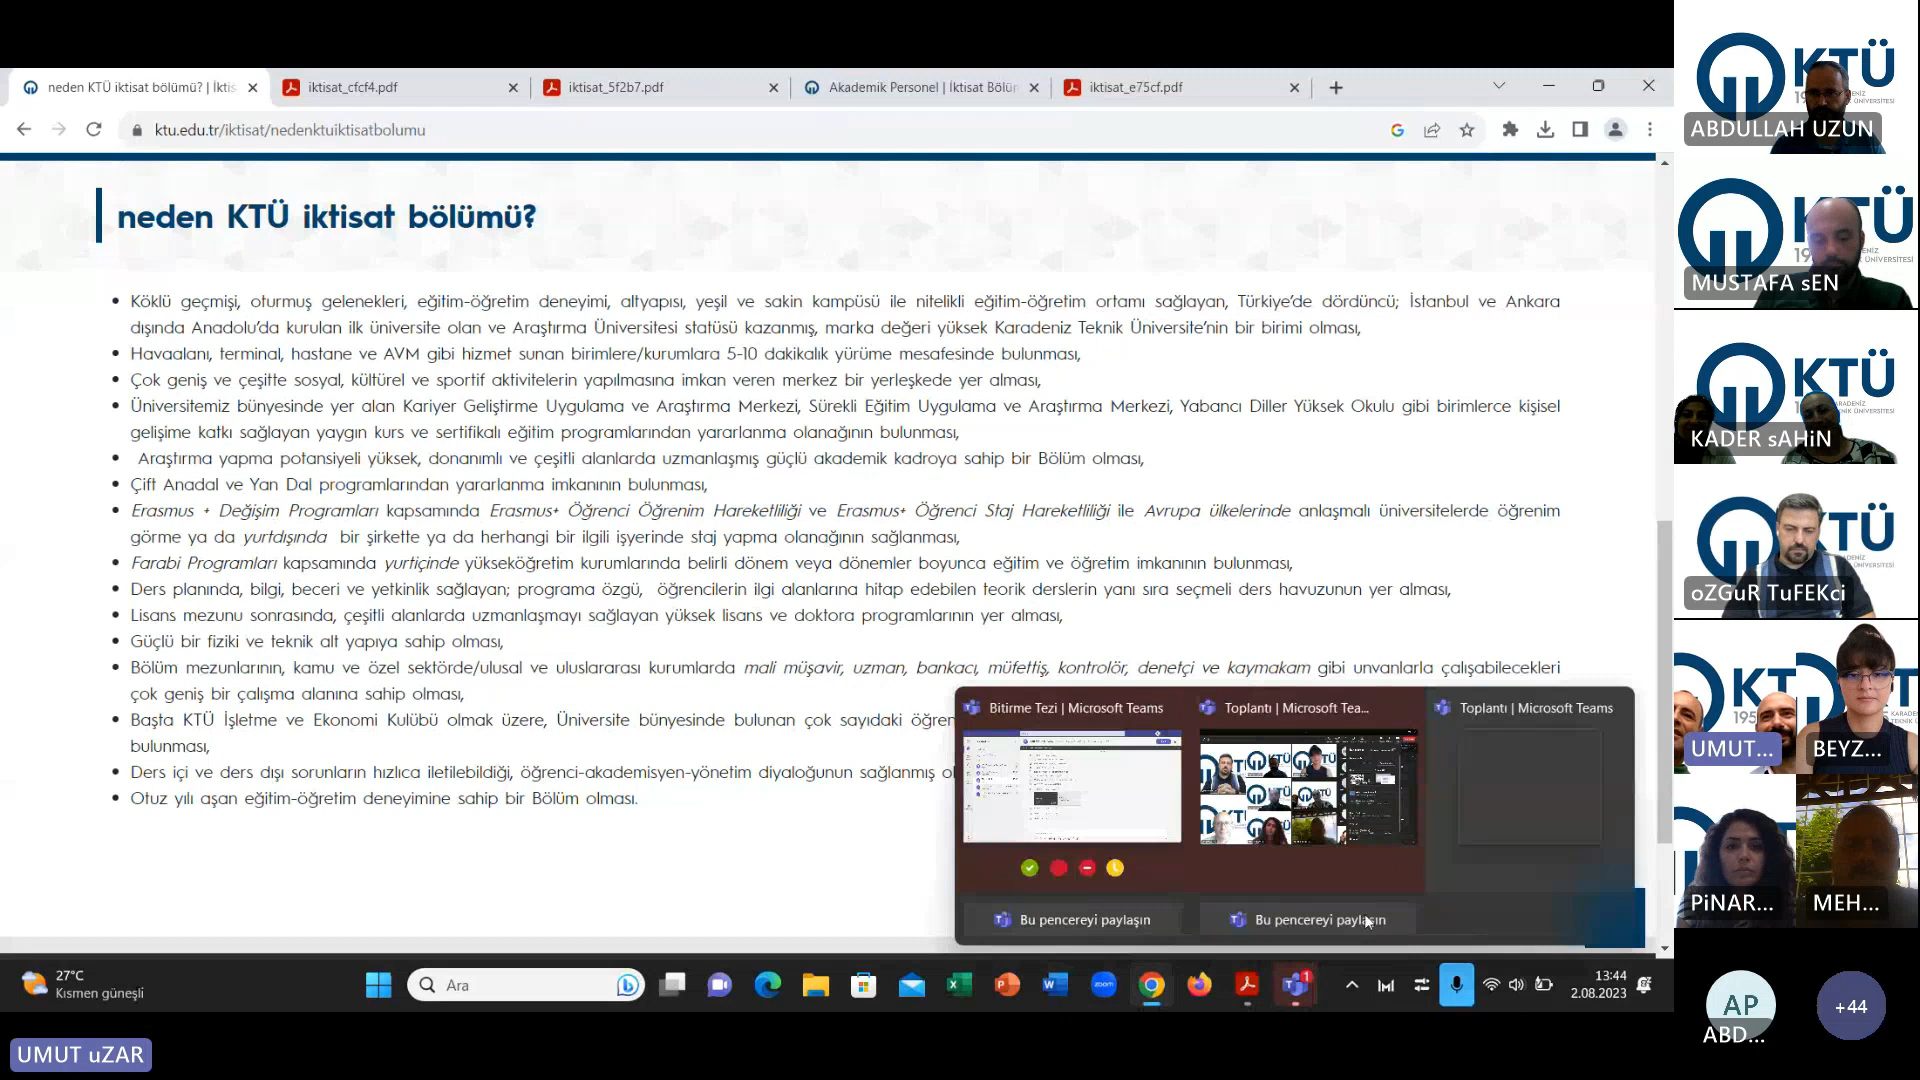 neden KTÜ iktisat bölümü? | İktis
iktisat_cfcf4.pdf
iktisat_5f2b7.pdf
Akademik Personel | İktisat Bölür
iktisat_e75cf.pdf
ktu.edu.tr/iktisat/nedenktuiktisatbolumu
neden KTÜ iktisat bölümü?
Köklü geçmişi, oturmuş gelenekleri, eğitim-öğretim deneyimi, altyapısı, yeşil ve sakin kampüsü ile nitelikli eğitim-öğretim ortamı sağlayan, Türkiye’de dördüncü; İstanbul ve Ankara
dışında Anadolu’da kurulan ilk üniversite olan ve Araştırma Üniversitesi statüsü kazanmış, marka değeri yüksek Karadeniz Teknik Üniversite’nin bir birimi olması,
Havaalanı, terminal, hastane ve AVM gibi hizmet sunan birimlere/kurumlara 5-10 dakikalık yürüme mesafesinde bulunması,
Çok geniş ve çeşitte sosyal, kültürel ve sportif aktivitelerin yapılmasına imkan veren merkez bir yerleşkede yer alması,
Üniversitemiz bünyesinde yer alan Kariyer Geliştirme Uygulama ve Araştırma Merkezi, Sürekli Eğitim Uygulama ve Araştırma Merkezi, Yabancı Diller Yüksek Okulu gibi birimlerce kişisel
gelişime katkı sağlayan yaygın kurs ve sertifikalı eğitim programlarından yararlanma olanağının bulunması,
Araştırma yapma potansiyeli yüksek, donanımlı ve çeşitli alanlarda uzmanlaşmış güçlü akademik kadroya sahip bir Bölüm olması,
Çift Anadal ve Yan Dal programlarından yararlanma imkanının bulunması,
Erasmus + Değişim Programları kapsamında Erasmus+ Öğrenci Öğrenim Hareketliliği ve Erasmus+ Öğrenci Staj Hareketliliği ile Avrupa ülkelerinde anlaşmalı üniversitelerde öğrenim
görme ya da yurtdışında bir şirkette ya da herhangi bir ilgili işyerinde staj yapma olanağının sağlanması,
Farabi Programları kapsamında yurtiçinde yükseköğretim kurumlarında belirli dönem veya dönemler boyunca eğitim ve öğretim imkanının bulunması,
Ders planında, bilgi, beceri ve yetkinlik sağlayan; programa özgü, öğrencilerin ilgi alanlarına hitap edebilen teorik derslerin yanı sıra seçmeli ders havuzunun yer alması,
Lisans mezunu sonrasında, çeşitli alanlarda uzmanlaşmayı sağlayan yüksek lisans ve doktora programlarının yer alması,
Güçlü bir fiziki ve teknik alt yapıya sahip olması,
Bölüm mezunlarının, kamu ve özel sektörde/ulusal ve uluslararası kurumlarda mali müşavir, uzman, bankacı, müfettiş, kontrolör, denetçi ve kaymakam gibi unvanlarla çalışabilecekleri
çok geniş bir çalışma alanına sahip olması,
Başta KTÜ İşletme ve Ekonomi Kulübü olmak üzere, Üniversite bünyesinde bulunan çok sayıdaki öğren
bulunması,
Ders içi ve ders dışı sorunların hızlıca iletilebildiği, öğrenci-akademisyen-yönetim diyaloğunun sağlanmış ol
Otuz yılı aşan eğitim-öğretim deneyimine sahip bir Bölüm olması.
Bitirme Tezi | Microsoft Teams
Toplantı | Microsoft Tea...
Toplantı | Microsoft Teams
Bu pencereyi paylaşın
Bu pencereyi paylaşın
27°C
Kısmen güneşli
Ara
zoom
1
13:44
2.08.2023
UMUT uZAR
KTÜ
ABDULLAH UZUN
KTÜ
MUSTAFA sEN
KTÜ
KADER sAHiN
KTÜ
oZGuR TuFEKci
UMUT...
BEYZ...
PiNAR...
MEH...
AP
ABD...
+44